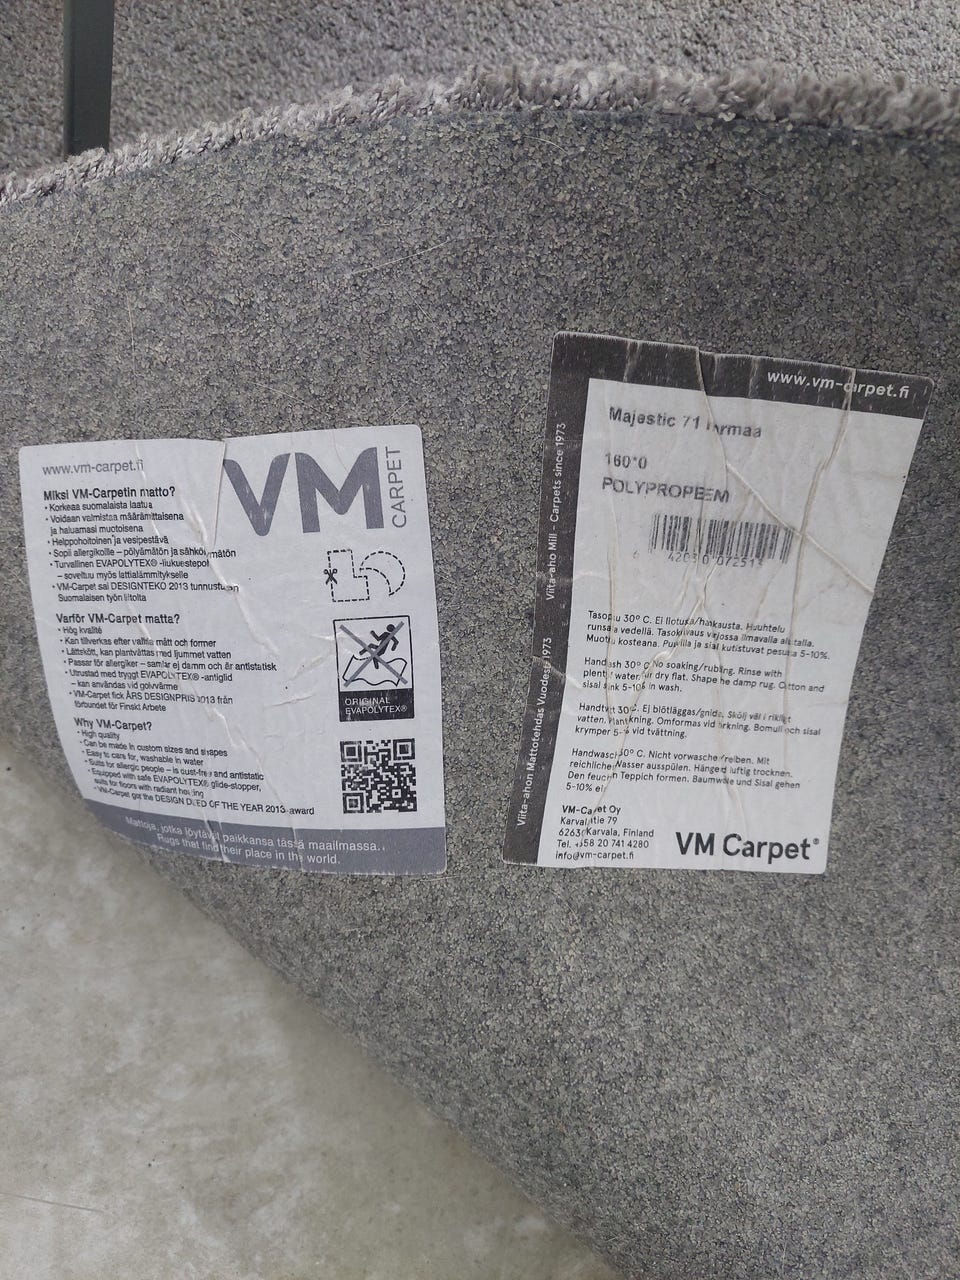 www.vm-carpet.fi
VM
CARPET
Miksi VM-Carpetin matto?
• Korkeaa suomalaista laatua
• Voidaan valmistaa määrämittaisena
ja haluamasi muotoisena
• Helppohoitoinen ja vesipestävä
• Sopii allergikoille – pölyämätön ja
• Turvallinen EVAPOLYTEX® -liukuestepohja
– soveltuu myös lattialämmitykselle
• VM-Carpet sai DESIGNTEKO 2013
Suomalaisen työn liitolta
Varför VM-Carpet matta?
• Hög kvalité
• Kan tillverkas efter valfria mått och former
• Lättskött, kan plantvättas med ljummet vatten
• Passar för allergiker – samlar ej damm och är antistatisk
• Utrustad med tryggt EVAPOLYTEX® -antiglid
– kan användas vid golvvärme
• VM-Carpet fick ÅRS DESIGNPRIS 2013 från
förbundet för Finskt Arbete
Why VM-Carpet?
• High quality
• Can be made in custom sizes and shapes
• Easy to care for, washable in water
• Suits for allergic people – is dust-free and antistatic
• Equipped with safe EVAPOLYTEX® glide-stopper,
suits for floors with radiant heating
• VM-Carpet got the DESIGN DEED OF THE YEAR 2013-award
ORIGINAL
EVAPOLYTEX®
Mattoja, jotka löytävät paikkansa tässä maailmassa...
Rugs that find their place in the world.
www.vm-carpet.fi
Viita-ahon Mattotehdas Vuodesta 1973
Viita-aho Mill - Carpets since 1973
Majestic 71
160*0
Tasopesu 30° C. Ei liotusta/hankausta. Huuhtelu
runsaalla vedellä. Tasokuivaus varjossa ilmavalla alustalla.
Muotoile kosteana. Puuvilla ja sisal kutistuvat pesussa 5-10%.
Handwash 30° C. No soaking/rubbing. Rinse with
plenty water. dry flat. Shape the damp rug. Cotton and
sisal sink 5-10% in wash.
Handtvätt 30° C. Ej blötläggas/gnida. Skölj väl i rikligt
vatten. Plantorkning. Omformas vid torkning. Bomull och sisal
krymper 5- vid tvättning.
Handwasch 30° C. Nicht vorwaschen/reiben. Mit
reichlich Wasser ausspülen. Hängend luftig trocknen.
Den feuchten Teppich formen. Baumwolle und Sisal gehen
5-10% ei
VM-Carpet Oy
Karvalantie 79
Karvala, Finland
Tel. +358 20 741 4280
info@vm-carpet.fi
VM Carpet®